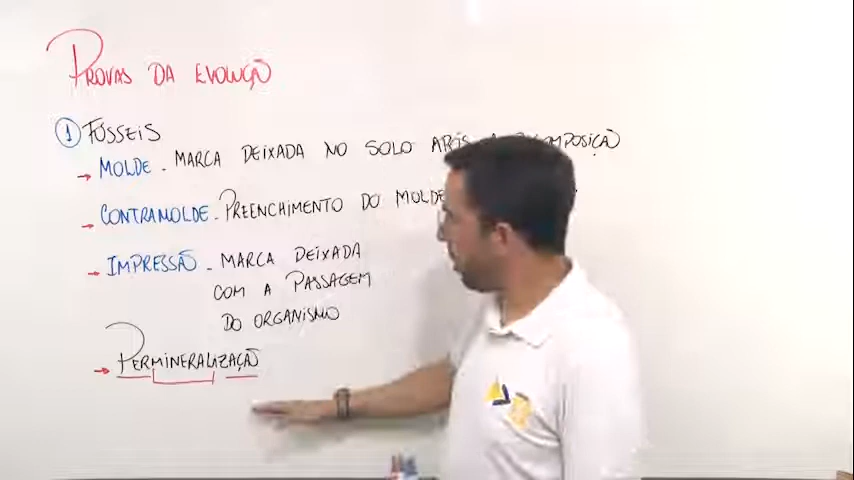 PROVAS DA EVOLUÇÃO
1 FÓSSEIS
→ MOLDE. MARCA DEIXADA NO SOLO APÓS A
→ CONTRAMOLDE. PREENCHIMENTO DO MOLDE
→ IMPRESSÃO - MARCA DEIXADA
COM A PASSAGEM
DO ORGANISMO
→ PERMINERALIZAÇÃO